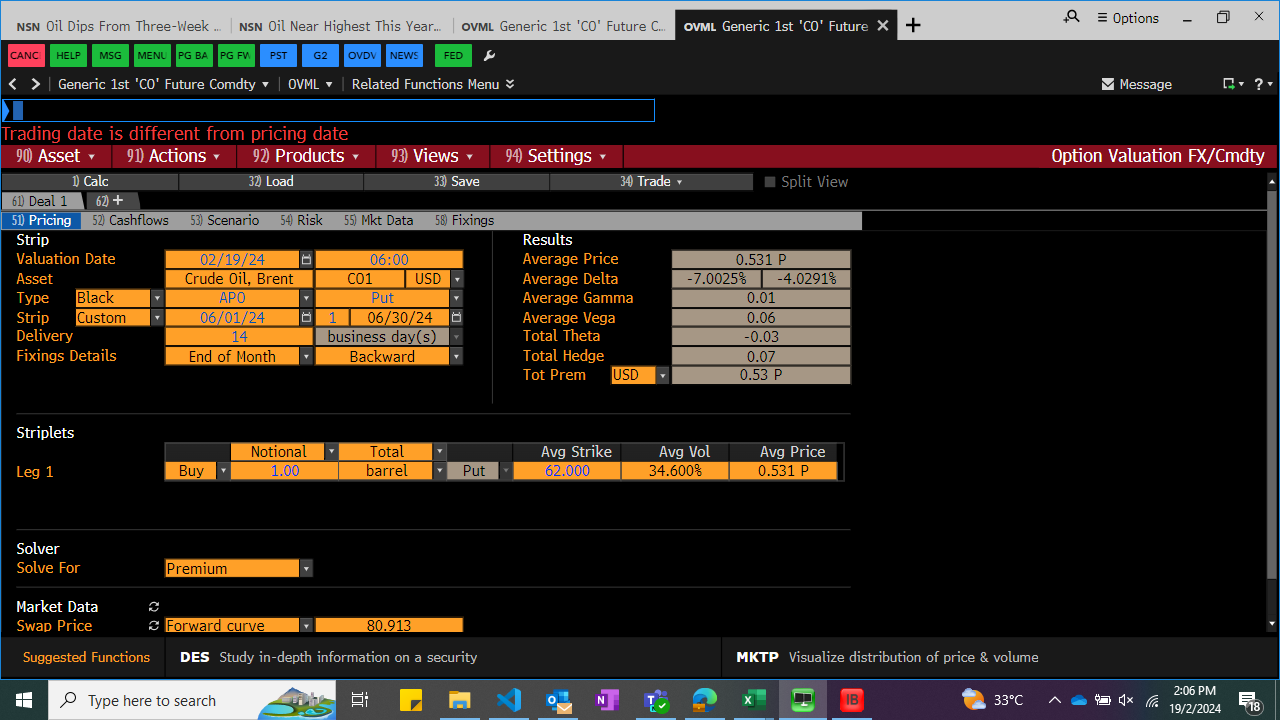 NSN Oil Dips From Three-Week ... NSN Oil Near Highest This Year... OVML Generic 1st 'CO' Future C... OVML Generic 1st 'CO' Future Options
CANC HELP MSG MENU PG BA PG FW PST G2 OVDV NEWS FED
Generic 1st 'CO' Future Comdty OVML Related Functions Menu Message ?
Trading date is different from pricing date
90) Asset 91) Actions 92) Products 93) Views 94) Settings Option Valuation FX/Cmdty
1) Calc 32) Load 33) Save 34) Trade Split View
61) Deal 1 62) +
51) Pricing 52) Cashflows 53) Scenario 54) Risk 55) Mkt Data 58) Fixings
Strip Results
Valuation Date 02/19/24 06:00 Average Price 0.531 P
Asset Crude Oil, Brent CO1 USD Average Delta -7.0025% -4.0291%
Type Black APO Put Average Gamma 0.01
Strip Custom 06/01/24 1 06/30/24 Average Vega 0.06
Delivery 14 business day(s) Total Theta -0.03
Fixings Details End of Month Backward Total Hedge 0.07
Tot Prem USD 0.53 P
Striplets
Notional Total Avg Strike Avg Vol Avg Price
Leg 1 Buy 1.00 barrel Put 62.000 34.600% 0.531 P
Solver
Solve For Premium
Market Data
Swap Price Forward curve 80.913
Suggested Functions DES Study in-depth information on a security MKTP Visualize distribution of price & volume
Type here to search 33°C 2:06 PM
19/2/2024 18